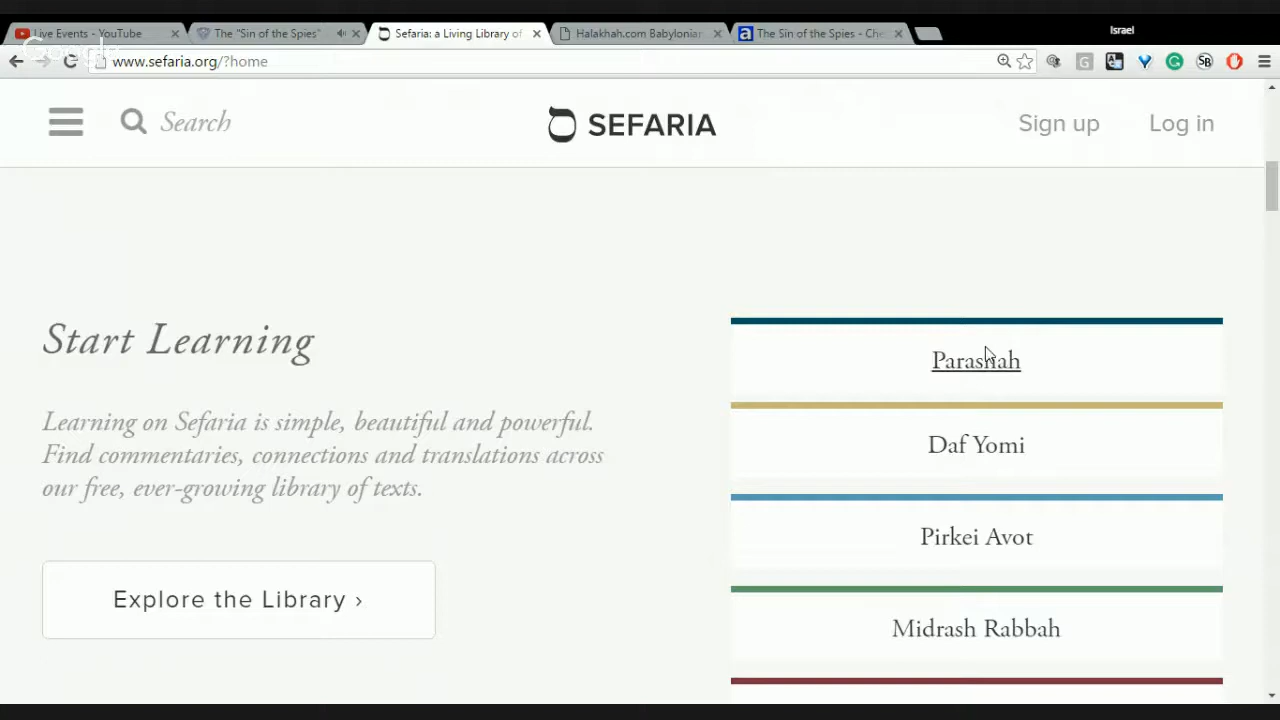 Live Events - YouTube
The "Sin of the Spies"
Sefaria: a Living Library of
Halakhah.com Babylonian
The Sin of the Spies - Che
Israel
www.sefaria.org/?home
Google
Search
SEFARIA
Sign up
Log in
Start Learning
Parashah
Learning on Sefaria is simple, beautiful and powerful.
Find commentaries, connections and translations across
our free, ever-growing library of texts.
Daf Yomi
Pirkei Avot
Explore the Library ›
Midrash Rabbah